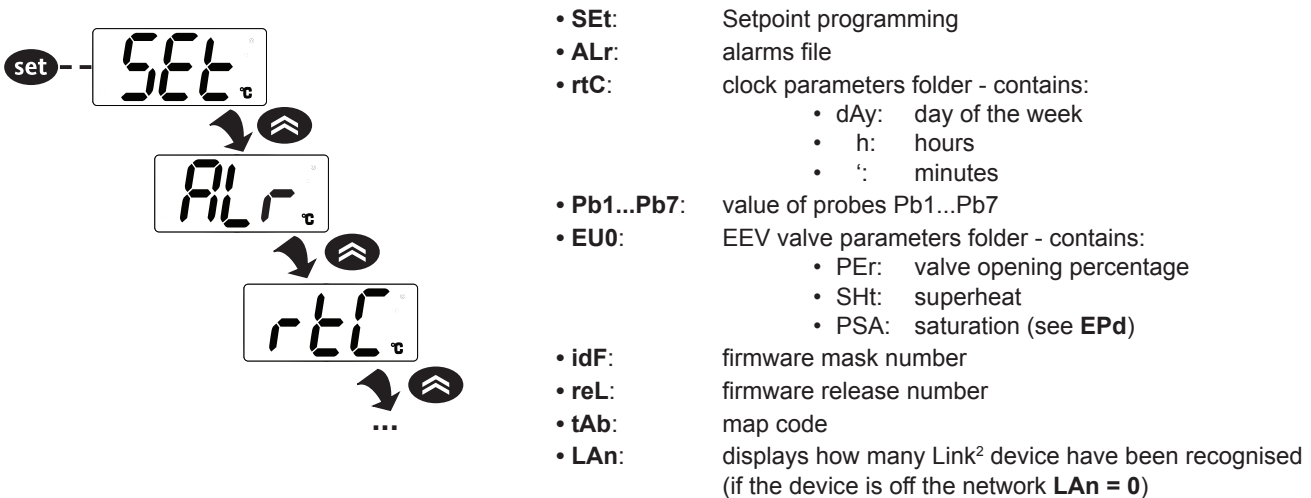 set
SEt
°C
ALr
°C
rtC
°C
...
• SEt: Setpoint programming
• ALr: alarms file
• rtC: clock parameters folder - contains:
• dAy: day of the week
• h: hours
• ‘: minutes
• Pb1...Pb7: value of probes Pb1...Pb7
• EU0: EEV valve parameters folder - contains:
• PEr: valve opening percentage
• SHt: superheat
• PSA: saturation (see EPd)
• idF: firmware mask number
• reL: firmware release number
• tAb: map code
• LAn: displays how many Link² device have been recognised
(if the device is off the network LAn = 0)